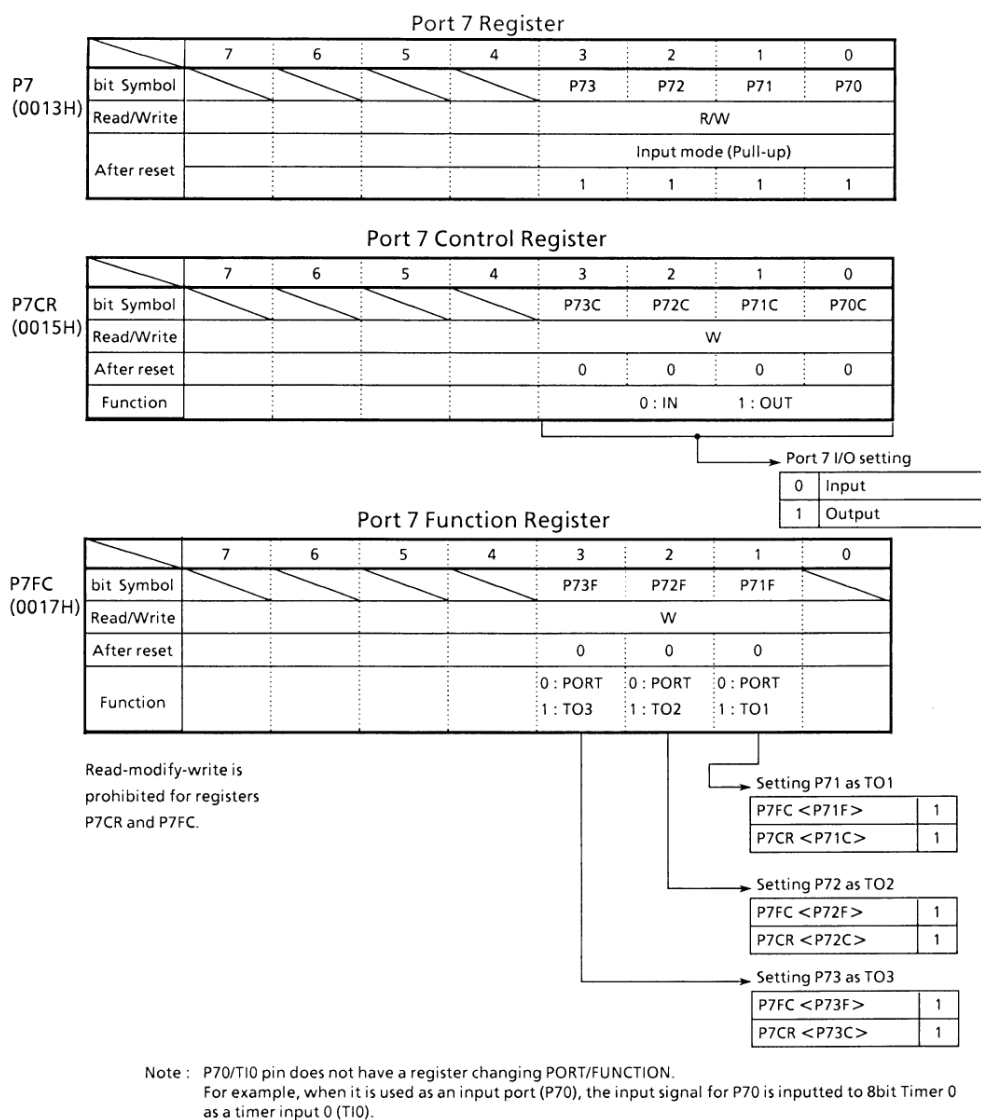 Port 7 Register
7 6 5 4 3 2 1 0
P7
(0013H)
bit Symbol P73 P72 P71 P70
Read/Write R/W
After reset Input mode (Pull-up)
1 1 1 1
Port 7 Control Register
7 6 5 4 3 2 1 0
P7CR
(0015H)
bit Symbol P73C P72C P71C P70C
Read/Write W
After reset 0 0 0 0
Function 0 : IN 1 : OUT
Port 7 I/O setting
0 Input
1 Output
Port 7 Function Register
7 6 5 4 3 2 1 0
P7FC
(0017H)
bit Symbol P73F P72F P71F
Read/Write W
After reset 0 0 0
Function
0 : PORT 0 : PORT 0 : PORT
1 : TO3 1 : TO2 1 : TO1
Read-modify-write is
prohibited for registers
P7CR and P7FC.
Setting P71 as TO1
P7FC <P71F> 1
P7CR <P71C> 1
Setting P72 as TO2
P7FC <P72F> 1
P7CR <P72C> 1
Setting P73 as TO3
P7FC <P73F> 1
P7CR <P73C> 1
Note : P70/TI0 pin does not have a register changing PORT/FUNCTION.
For example, when it is used as an input port (P70), the input signal for P70 is inputted to 8bit Timer 0
as a timer input 0 (TI0).